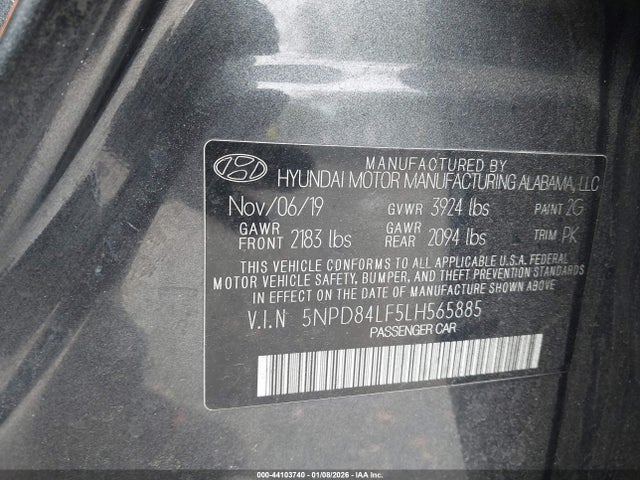 MANUFACTURED BY
HYUNDAI MOTOR MANUFACTURING ALABAMA, LLC
Nov/06/19 GVWR 3924 lbs PAINT 2G
GAWR FRONT 2183 lbs GAWR REAR 2094 lbs TRIM PK
THIS VEHICLE CONFORMS TO ALL APPLICABLE U.S.A. FEDERAL
MOTOR VEHICLE SAFETY, BUMPER, AND THEFT PREVENTION STANDARDS
IN EFFECT ON THE DATE OF MANUFACTURE SHOWN ABOVE.
V.I.N 5NPD84LF5LH565885
PASSENGER CAR
000-44103740 - 01/08/2026 - IAA Inc.